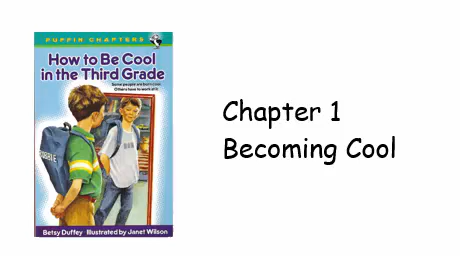 PUFFIN CHAPTERS
How to Be Cool
in the Third Grade
Some people are born cool.
Others have to work at it!
Betsy Duffey · Illustrated by Janet Wilson
Chapter 1
Becoming Cool